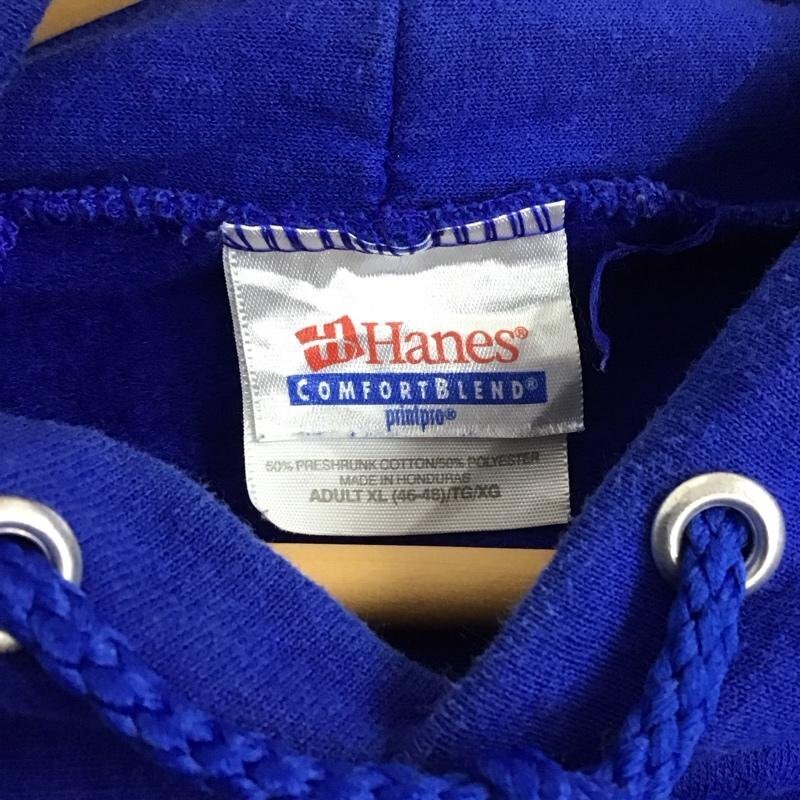 Hanes®
COMFORTBLEND®
printpro®
50% PRESHRUNK COTTON/50% POLYESTER
MADE IN HONDURAS
ADULT XL (46-48)/TG/XG